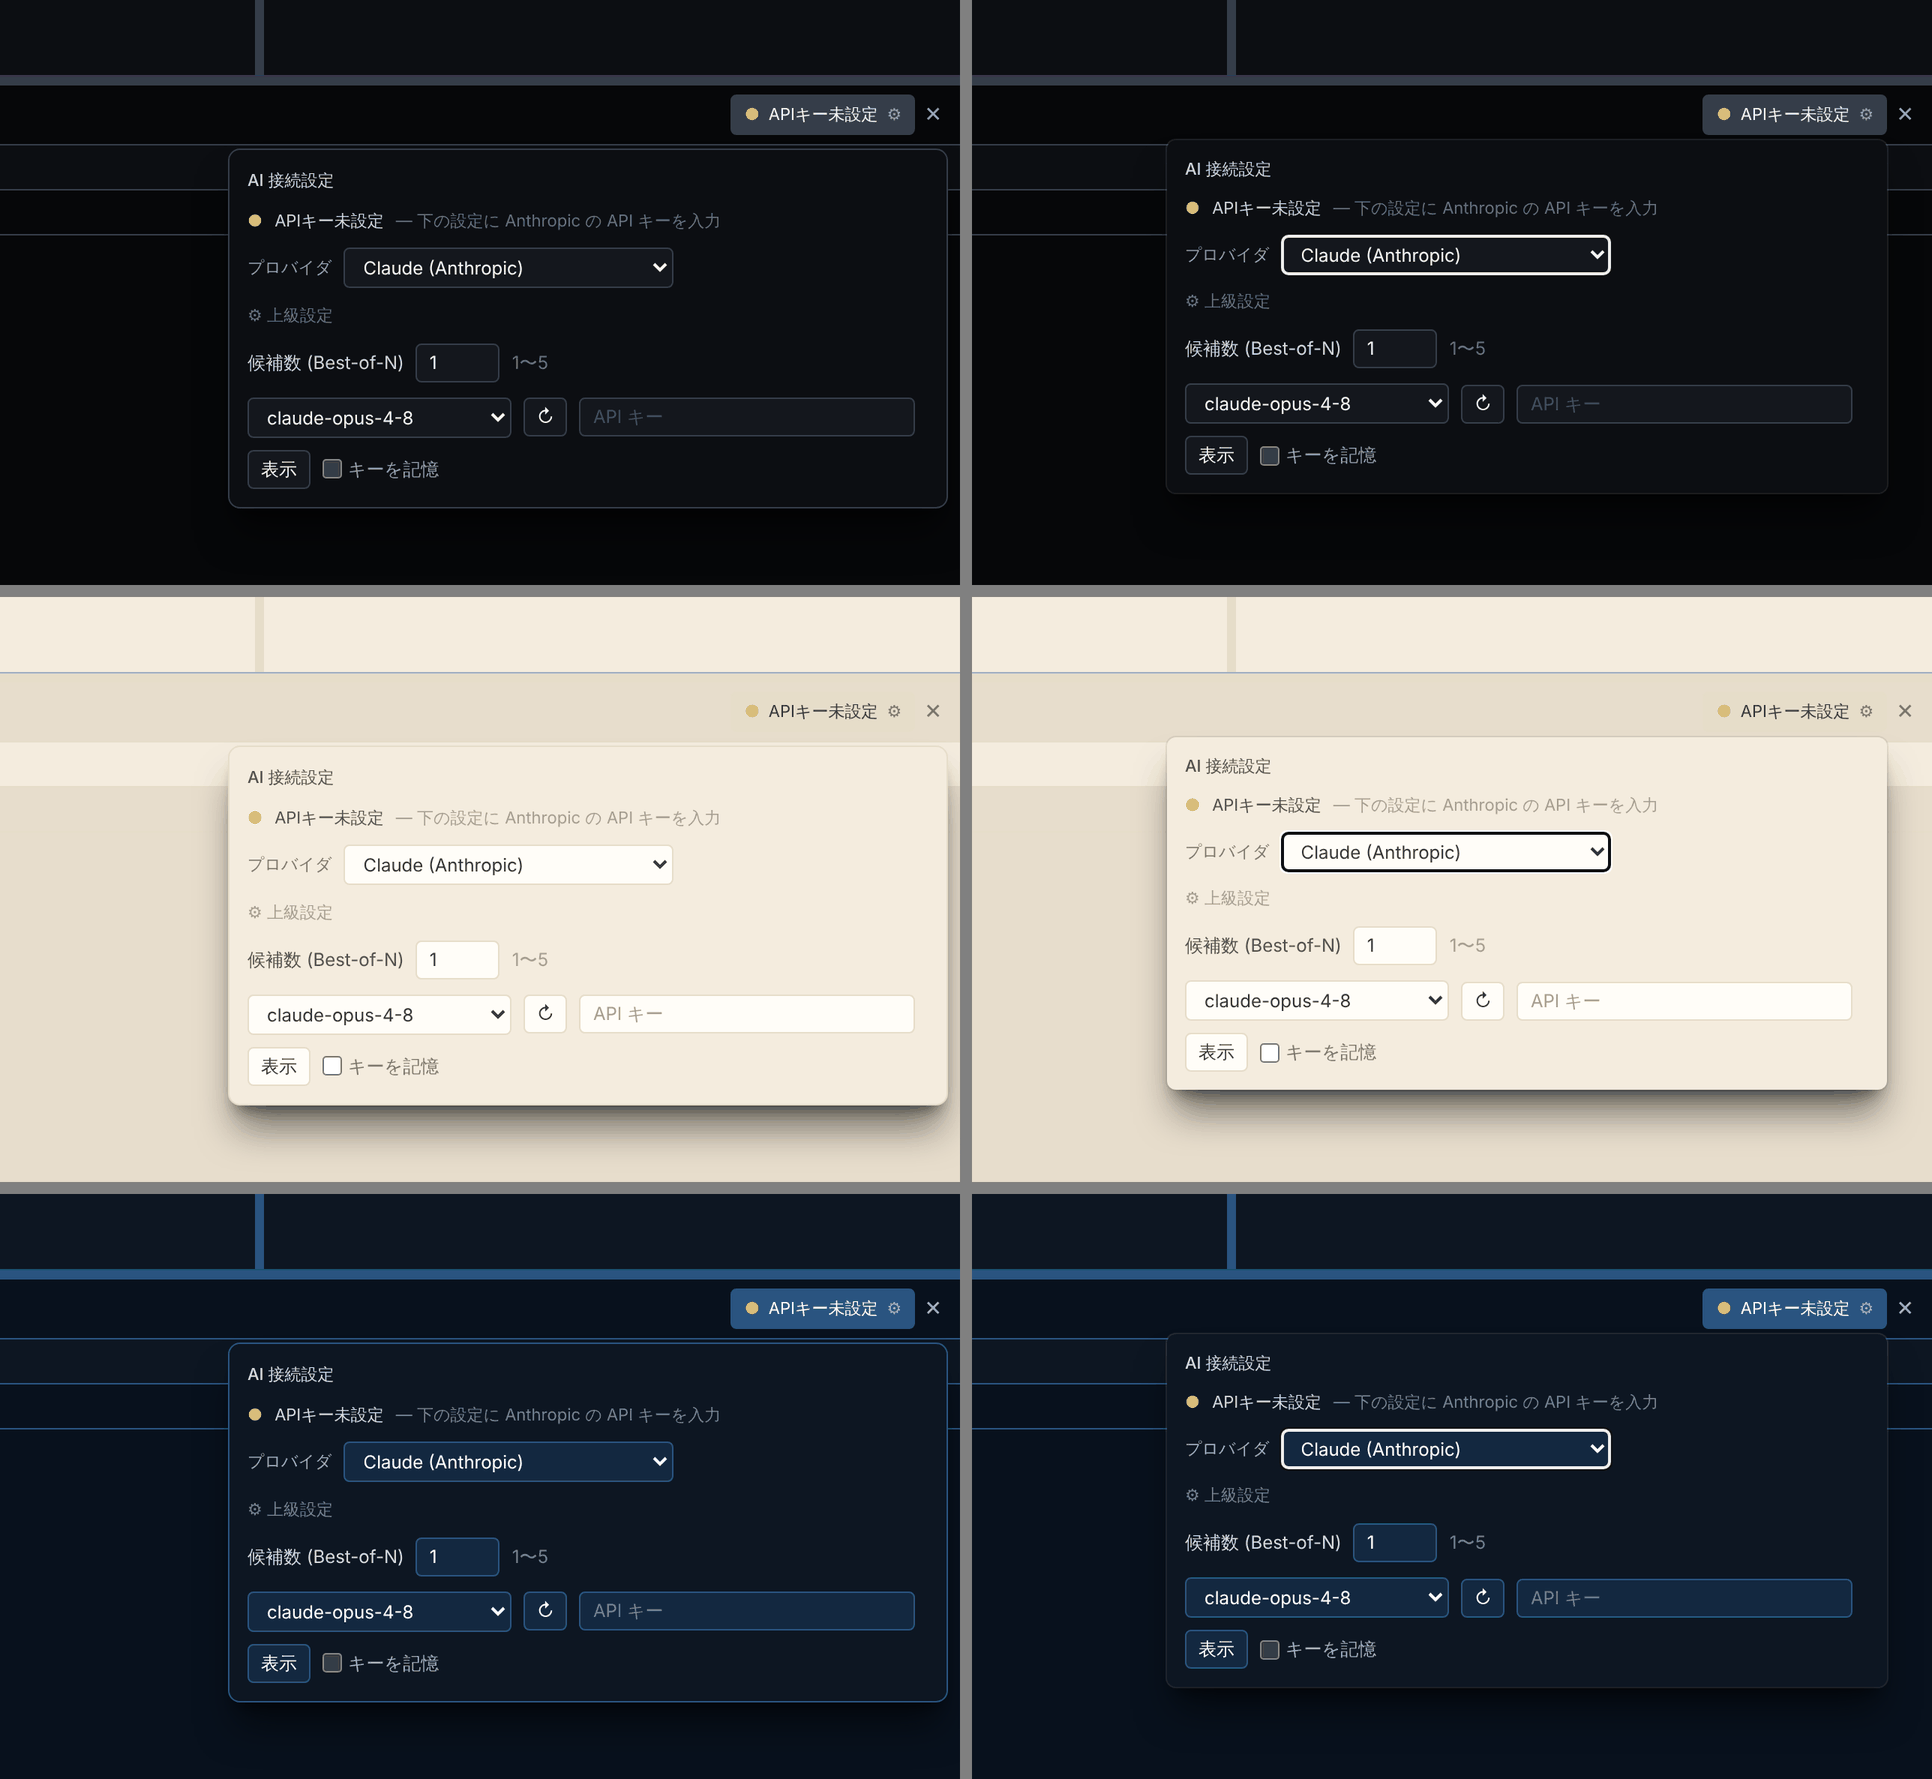 APIキー未設定 ⚙ ✕
AI 接続設定
APIキー未設定 — 下の設定に Anthropic の API キーを入力
プロバイダ Claude (Anthropic)
⚙ 上級設定
候補数 (Best-of-N) 1 1〜5
claude-opus-4-8 ↻ API キー
表示 キーを記憶
APIキー未設定 ⚙ ✕
AI 接続設定
APIキー未設定 — 下の設定に Anthropic の API キーを入力
プロバイダ Claude (Anthropic)
⚙ 上級設定
候補数 (Best-of-N) 1 1〜5
claude-opus-4-8 ↻ API キー
表示 キーを記憶
APIキー未設定 ⚙ ✕
AI 接続設定
APIキー未設定 — 下の設定に Anthropic の API キーを入力
プロバイダ Claude (Anthropic)
⚙ 上級設定
候補数 (Best-of-N) 1 1〜5
claude-opus-4-8 ↻ API キー
表示 キーを記憶
APIキー未設定 ⚙ ✕
AI 接続設定
APIキー未設定 — 下の設定に Anthropic の API キーを入力
プロバイダ Claude (Anthropic)
⚙ 上級設定
候補数 (Best-of-N) 1 1〜5
claude-opus-4-8 ↻ API キー
表示 キーを記憶
APIキー未設定 ⚙ ✕
AI 接続設定
APIキー未設定 — 下の設定に Anthropic の API キーを入力
プロバイダ Claude (Anthropic)
⚙ 上級設定
候補数 (Best-of-N) 1 1〜5
claude-opus-4-8 ↻ API キー
表示 キーを記憶
APIキー未設定 ⚙ ✕
AI 接続設定
APIキー未設定 — 下の設定に Anthropic の API キーを入力
プロバイダ Claude (Anthropic)
⚙ 上級設定
候補数 (Best-of-N) 1 1〜5
claude-opus-4-8 ↻ API キー
表示 キーを記憶